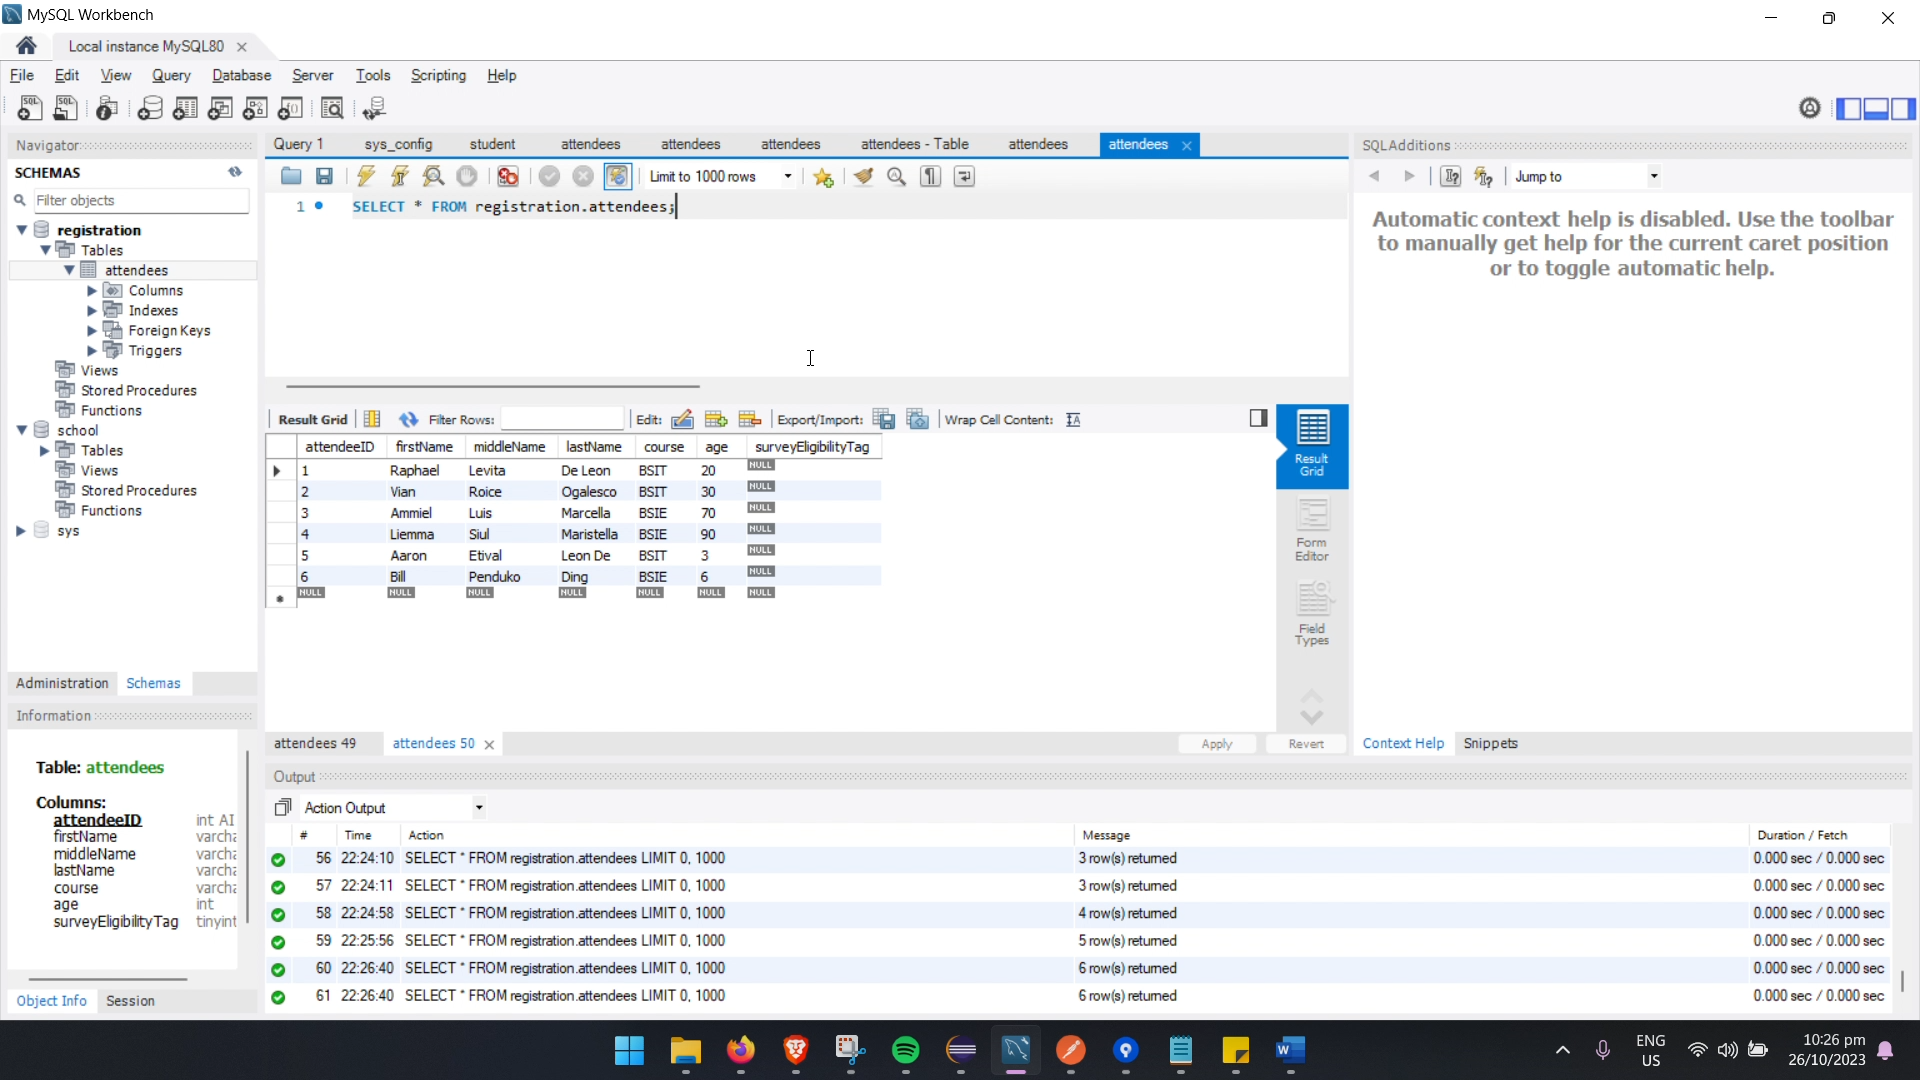 MySQL Workbench
Local instance MySQL80
File Edit View Query Database Server Tools Scripting Help
Navigator
SCHEMAS
Filter objects
registration
Tables
attendees
Columns
Indexes
Foreign Keys
Triggers
Views
Stored Procedures
Functions
school
Tables
Views
Stored Procedures
Functions
sys
Administration Schemas
Information
Table: attendees
Columns:
attendeeID int AI
firstName varcha
middleName varcha
lastName varcha
course varcha
age int
surveyEligibilityTag tinyint
Object Info Session
Query 1 sys_config student attendees attendees attendees attendees - Table attendees attendees
Limit to 1000 rows
1 SELECT * FROM registration.attendees;
Result Grid Filter Rows: Edit: Export/Import: Wrap Cell Content:
attendeeID firstName middleName lastName course age surveyEligibilityTag
1 Raphael Levita De Leon BSIT 20 NULL
2 Vian Roice Ogalesco BSIT 30 NULL
3 Ammiel Luis Marcella BSIE 70 NULL
4 Liemma Siul Maristella BSIE 90 NULL
5 Aaron Etival Leon De BSIT 3 NULL
6 Bill Penduko Ding BSIE 6 NULL
NULL NULL NULL NULL NULL NULL NULL
Result
Grid
Form
Editor
Field
Types
attendees 49 attendees 50 Apply Revert
SQLAdditions
Jump to
Automatic context help is disabled. Use the toolbar
to manually get help for the current caret position
or to toggle automatic help.
Context Help Snippets
Output
Action Output
# Time Action Message Duration / Fetch
56 22:24:10 SELECT * FROM registration.attendees LIMIT 0, 1000 3 row(s) returned 0.000 sec / 0.000 sec
57 22:24:11 SELECT * FROM registration.attendees LIMIT 0, 1000 3 row(s) returned 0.000 sec / 0.000 sec
58 22:24:58 SELECT * FROM registration.attendees LIMIT 0, 1000 4 row(s) returned 0.000 sec / 0.000 sec
59 22:25:56 SELECT * FROM registration.attendees LIMIT 0, 1000 5 row(s) returned 0.000 sec / 0.000 sec
60 22:26:40 SELECT * FROM registration.attendees LIMIT 0, 1000 6 row(s) returned 0.000 sec / 0.000 sec
61 22:26:40 SELECT * FROM registration.attendees LIMIT 0, 1000 6 row(s) returned 0.000 sec / 0.000 sec
ENG
US
10:26 pm
26/10/2023